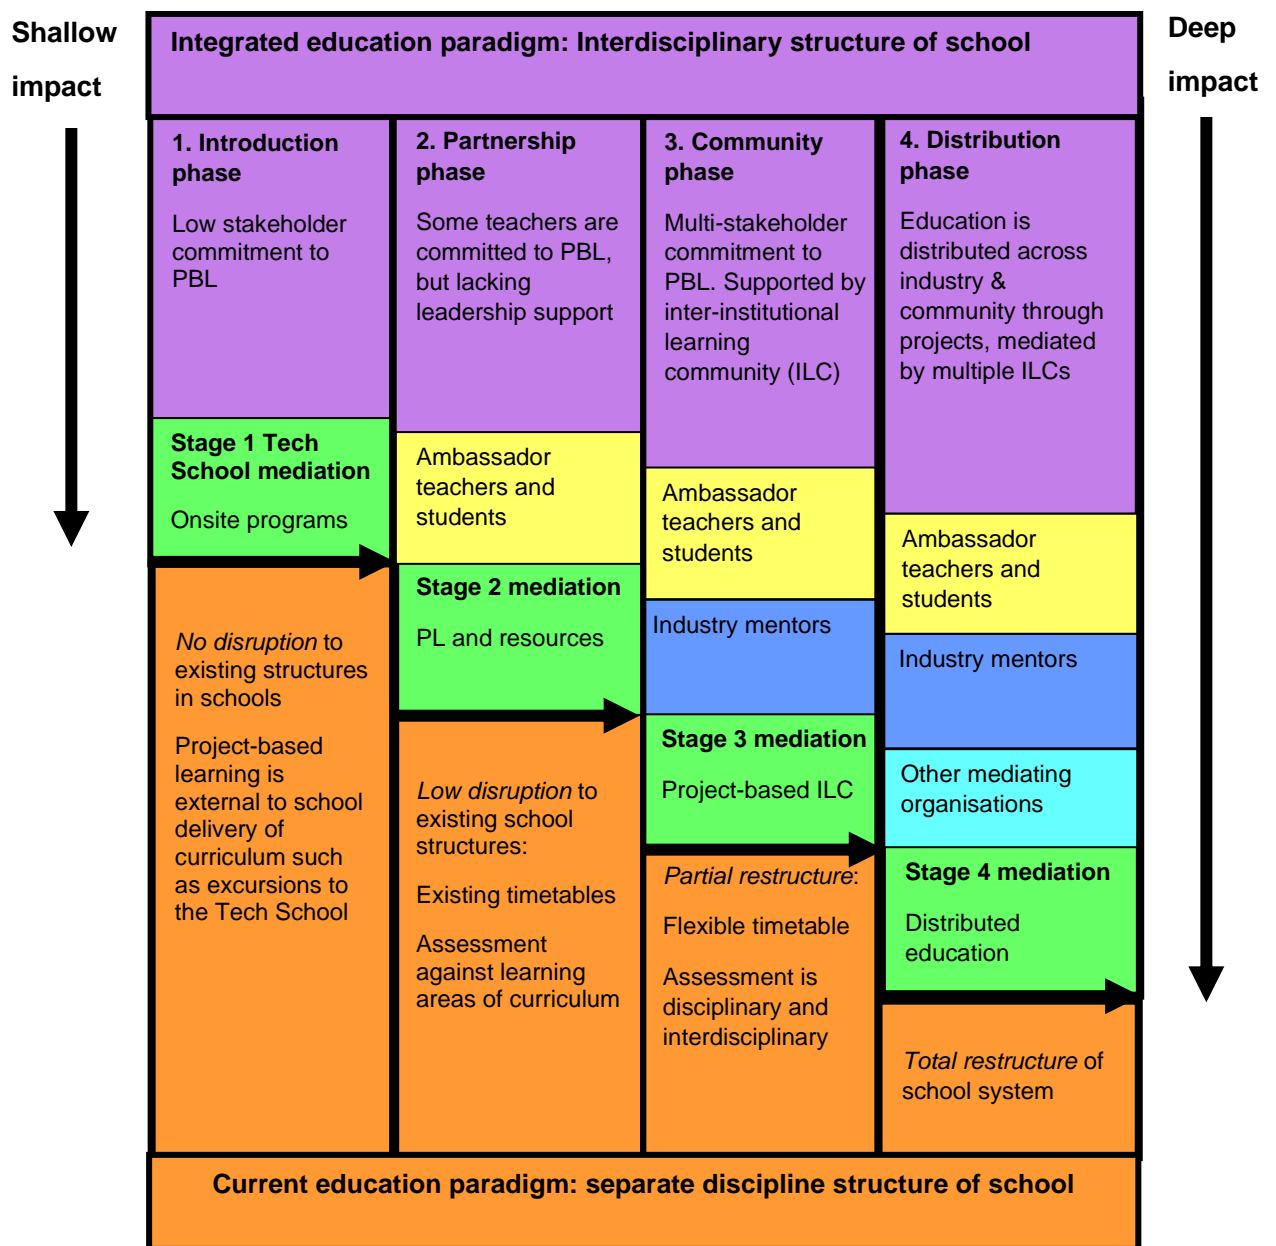 Shallow
impact
Integrated education paradigm: Interdisciplinary structure of school
Deep
impact
1. Introduction
phase
Low stakeholder
commitment to
PBL
Stage 1 Tech
School mediation
Onsite programs
No disruption to
existing structures
in schools
Project-based
learning is
external to school
delivery of
curriculum such
as excursions to
the Tech School
2. Partnership
phase
Some teachers are
committed to PBL,
but lacking
leadership support
Ambassador
teachers and
students
Stage 2 mediation
PL and resources
Low disruption to
existing school
structures:
Existing timetables
Assessment
against learning
areas of curriculum
3. Community
phase
Multi-stakeholder
commitment to
PBL. Supported by
inter-institutional
learning
community (ILC)
Ambassador
teachers and
students
Industry mentors
Stage 3 mediation
Project-based ILC
Partial restructure:
Flexible timetable
Assessment is
disciplinary and
interdisciplinary
4. Distribution
phase
Education is
distributed across
industry &
community through
projects, mediated
by multiple ILCs
Ambassador
teachers and
students
Industry mentors
Other mediating
organisations
Stage 4 mediation
Distributed
education
Total restructure of
school system
Current education paradigm: separate discipline structure of school